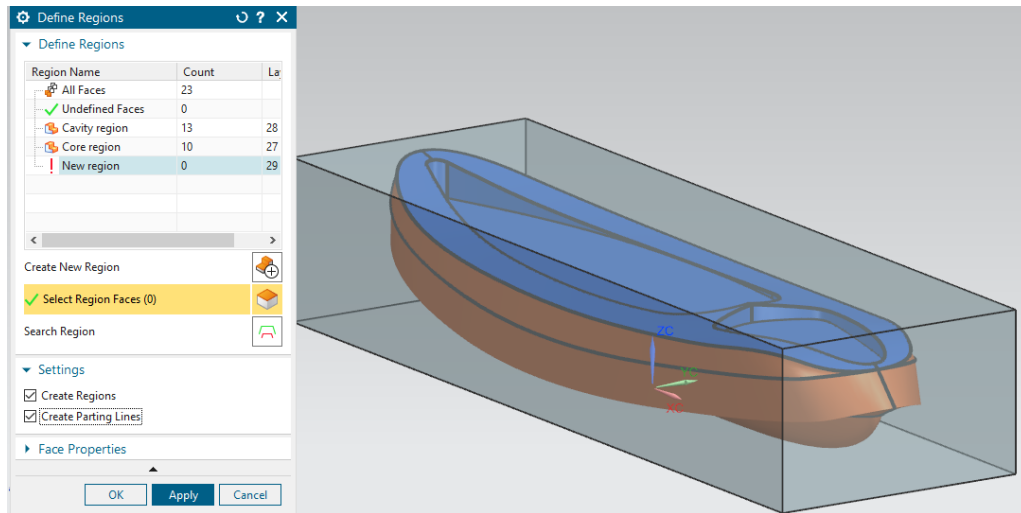 Define Regions
?
Define Regions
Region Name Count La
All Faces 23
Undefined Faces 0
Cavity region 13 28
Core region 10 27
New region 0 29
Create New Region
Select Region Faces (0)
Search Region
Settings
Create Regions
Create Parting Lines
Face Properties
OK Apply Cancel
ZC
YC
XC